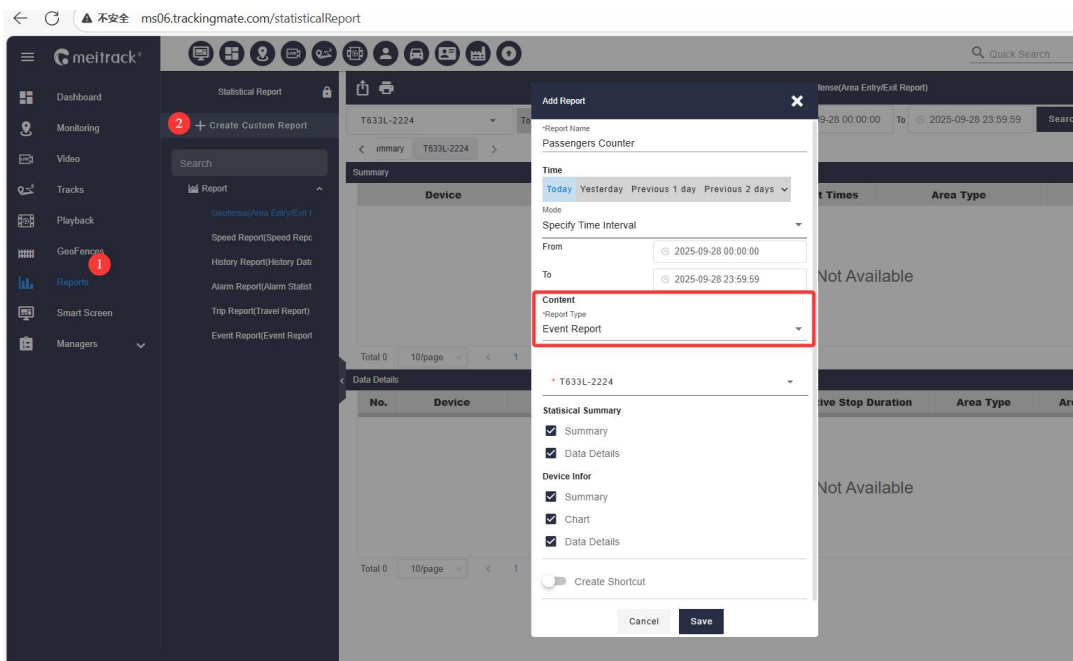 不安全 ms06.trackingmate.com/statisticalReport
meitrack
Quick Search
Dashboard
Monitoring
Video
Tracks
Playback
GeoFences
1
Reports
Smart Screen
Managers
Statistical Report
2 + Create Custom Report
Search
Report
Geofense(Area Entry/Exit
Speed Report(Speed Repo
History Report(History Data
Alarm Report(Alarm Statist
Trip Report(Travel Report)
Event Report(Event Report
(Area Entry/Exit Report)
T633L-2224
To
9-28 00:00:00 To 2025-09-28 23:59:59 Searc
< ummary T633L-2224 >
Summary
Device
t Times Area Type
Not Available
Total 0 10/page < 1
Data Details
No. Device
tive Stop Duration Area Type Are
Not Available
Total 0 10/page < 1
Add Report
*Report Name
Passengers Counter
Time
Today Yesterday Previous 1 day Previous 2 days
Mode
Specify Time Interval
From 2025-09-28 00:00:00
To 2025-09-28 23:59:59
Content
*Report Type
Event Report
* T633L-2224
Statisical Summary
Summary
Data Details
Device Infor
Summary
Chart
Data Details
Create Shortcut
Cancel Save